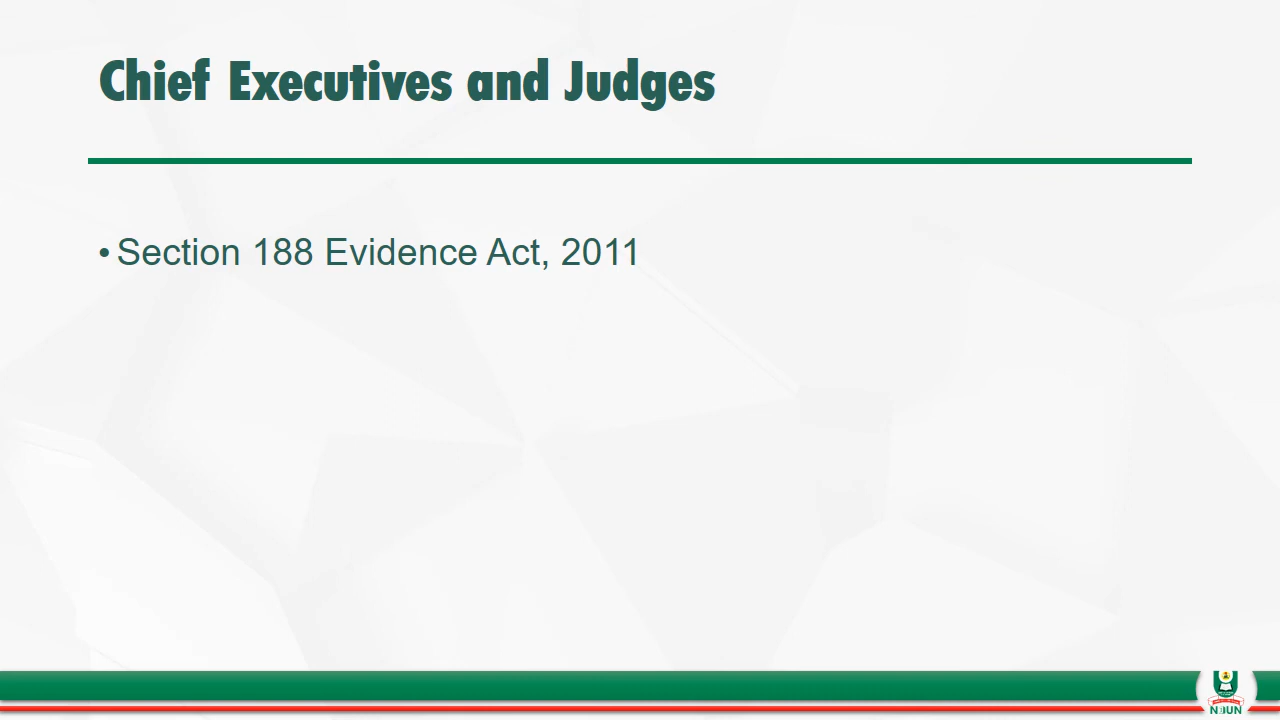 Chief Executives and Judges
• Section 188 Evidence Act, 2011
NOUN